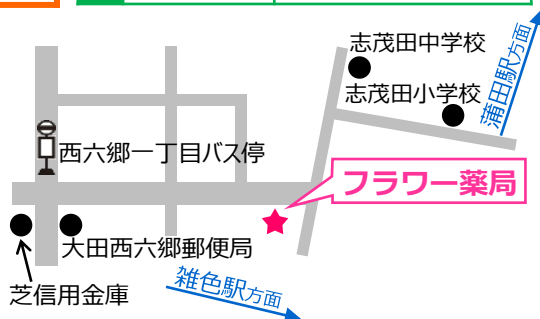 志茂田中学校
志茂田小学校
蒲田駅方面
西六郷一丁目バス停
フラワー薬局
大田西六郷郵便局
芝信用金庫
雑色駅方面